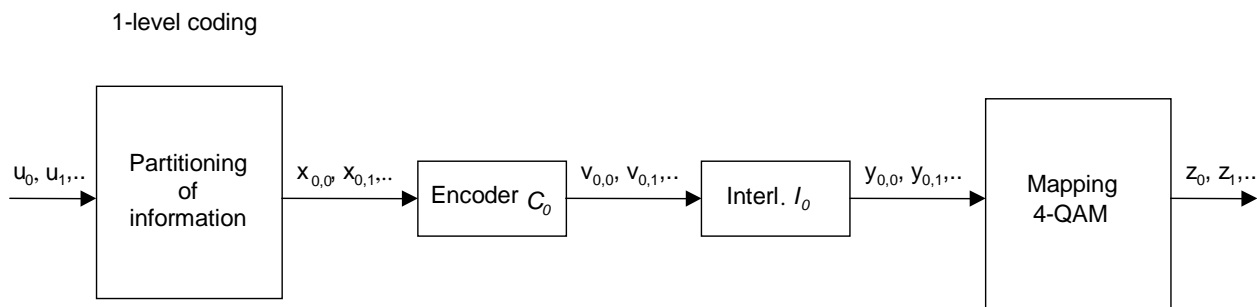 1-level coding
u0, u1,..
Partitioning
of
information
x0,0, x0,1,..
Encoder C0
v0,0, v0,1,..
Interl. I0
y0,0, y0,1,..
Mapping
4-QAM
z0, z1,..